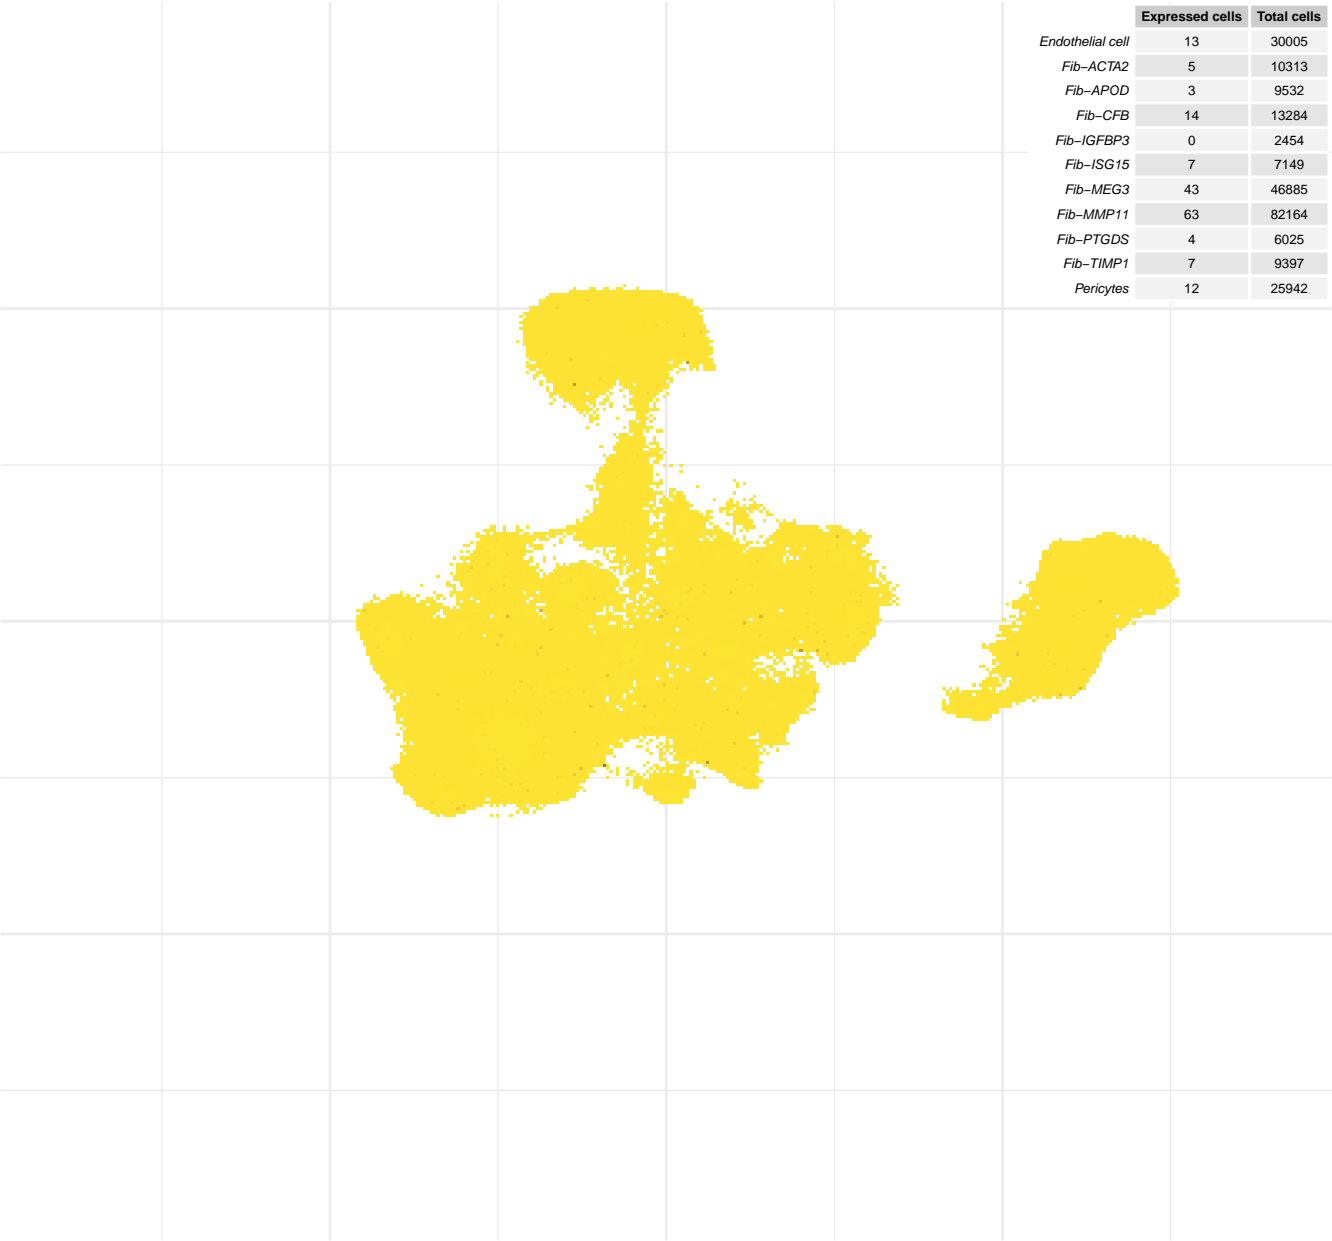 Expressed cells Total cells
Endothelial cell 13 30005
Fib−ACTA2 5 10313
Fib−APOD 3 9532
Fib−CFB 14 13284
Fib−IGFBP3 0 2454
Fib−ISG15 7 7149
Fib−MEG3 43 46885
Fib−MMP11 63 82164
Fib−PTGDS 4 6025
Fib−TIMP1 7 9397
Pericytes 12 25942